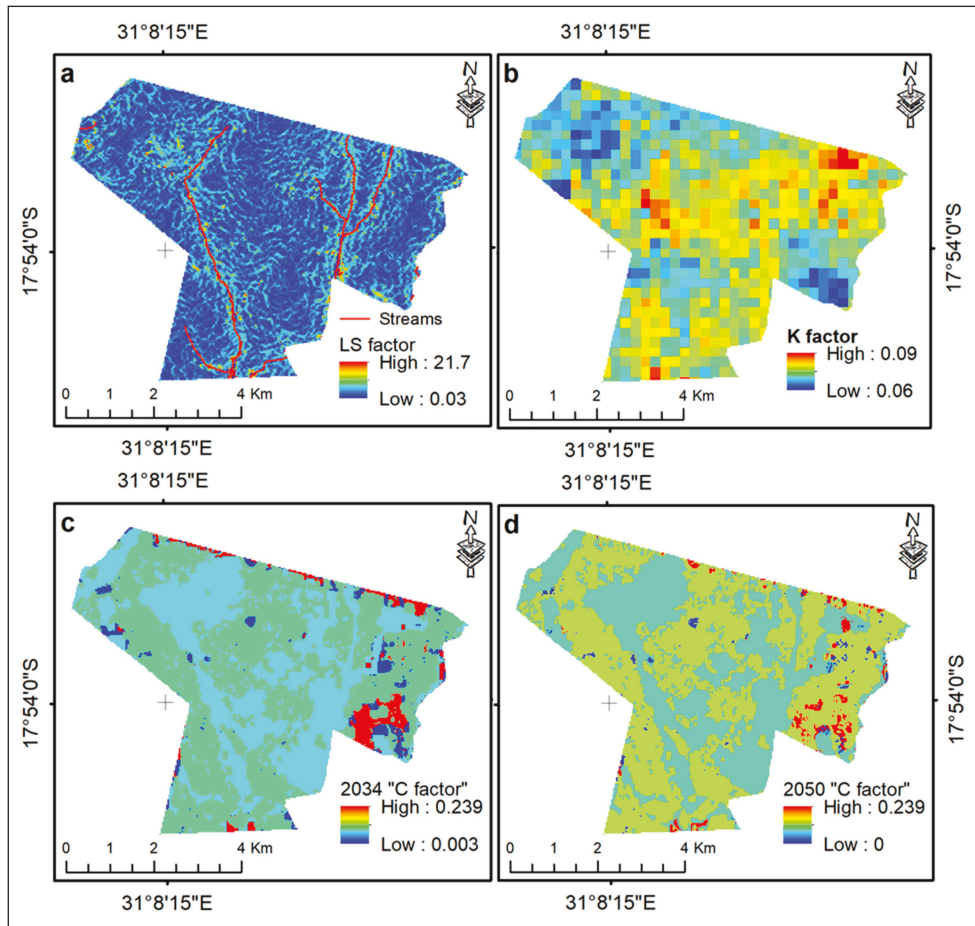 31°8'15"E
31°8'15"E
a
N
b
N
17°54'0"S
17°54'0"S
Streams
LS factor
High : 21.7
Low : 0.03
0 1 2 4 Km
K factor
High : 0.09
Low : 0.06
0 1 2 4 Km
31°8'15"E
31°8'15"E
31°8'15"E
31°8'15"E
c
N
d
N
17°54'0"S
17°54'0"S
2034 "C factor"
High : 0.239
Low : 0.003
0 1 2 4 Km
2050 "C factor"
High : 0.239
Low : 0
0 1 2 4 Km
31°8'15"E
31°8'15"E